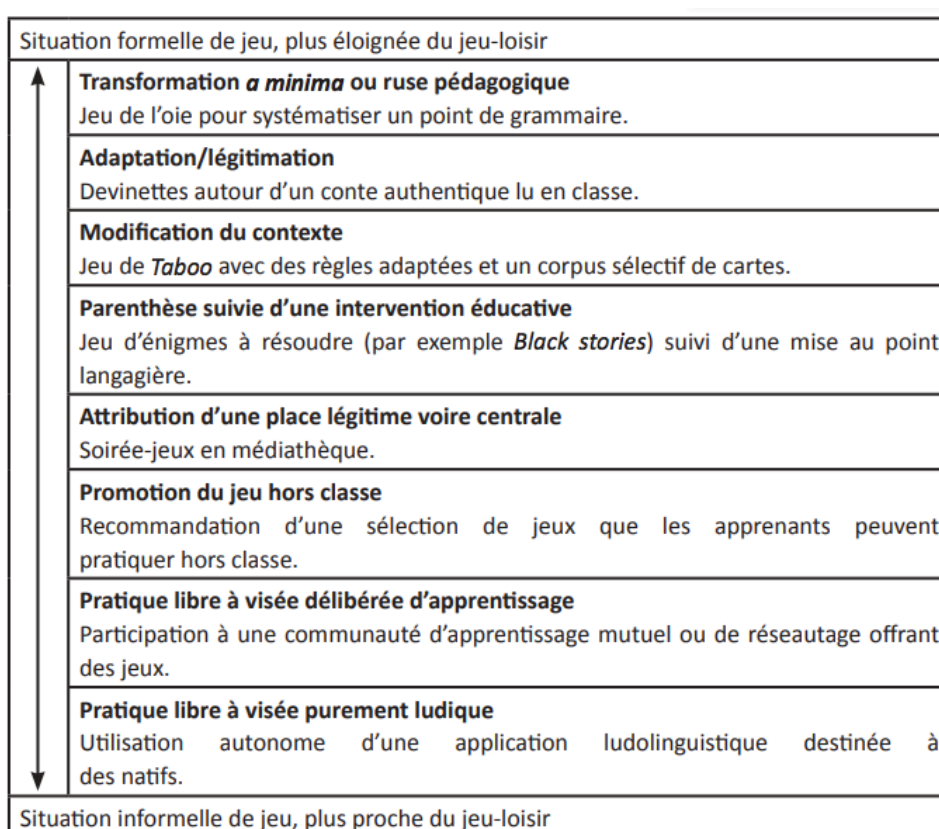 Situation formelle de jeu, plus éloignée du jeu-loisir
Transformation a minima ou ruse pédagogique
Jeu de l'oie pour systématiser un point de grammaire.
Adaptation/légitimation
Devinettes autour d'un conte authentique lu en classe.
Modification du contexte
Jeu de Taboo avec des règles adaptées et un corpus sélectif de cartes.
Parenthèse suivie d'une intervention éducative
Jeu d'énigmes à résoudre (par exemple Black stories) suivi d'une mise au point
langagière.
Attribution d'une place légitime voire centrale
Soirée-jeux en médiathèque.
Promotion du jeu hors classe
Recommandation d'une sélection de jeux que les apprenants peuvent
pratiquer hors classe.
Pratique libre à visée délibérée d'apprentissage
Participation à une communauté d'apprentissage mutuel ou de réseautage offrant
des jeux.
Pratique libre à visée purement ludique
Utilisation autonome d'une application ludolinguistique destinée à
des natifs.
Situation informelle de jeu, plus proche du jeu-loisir